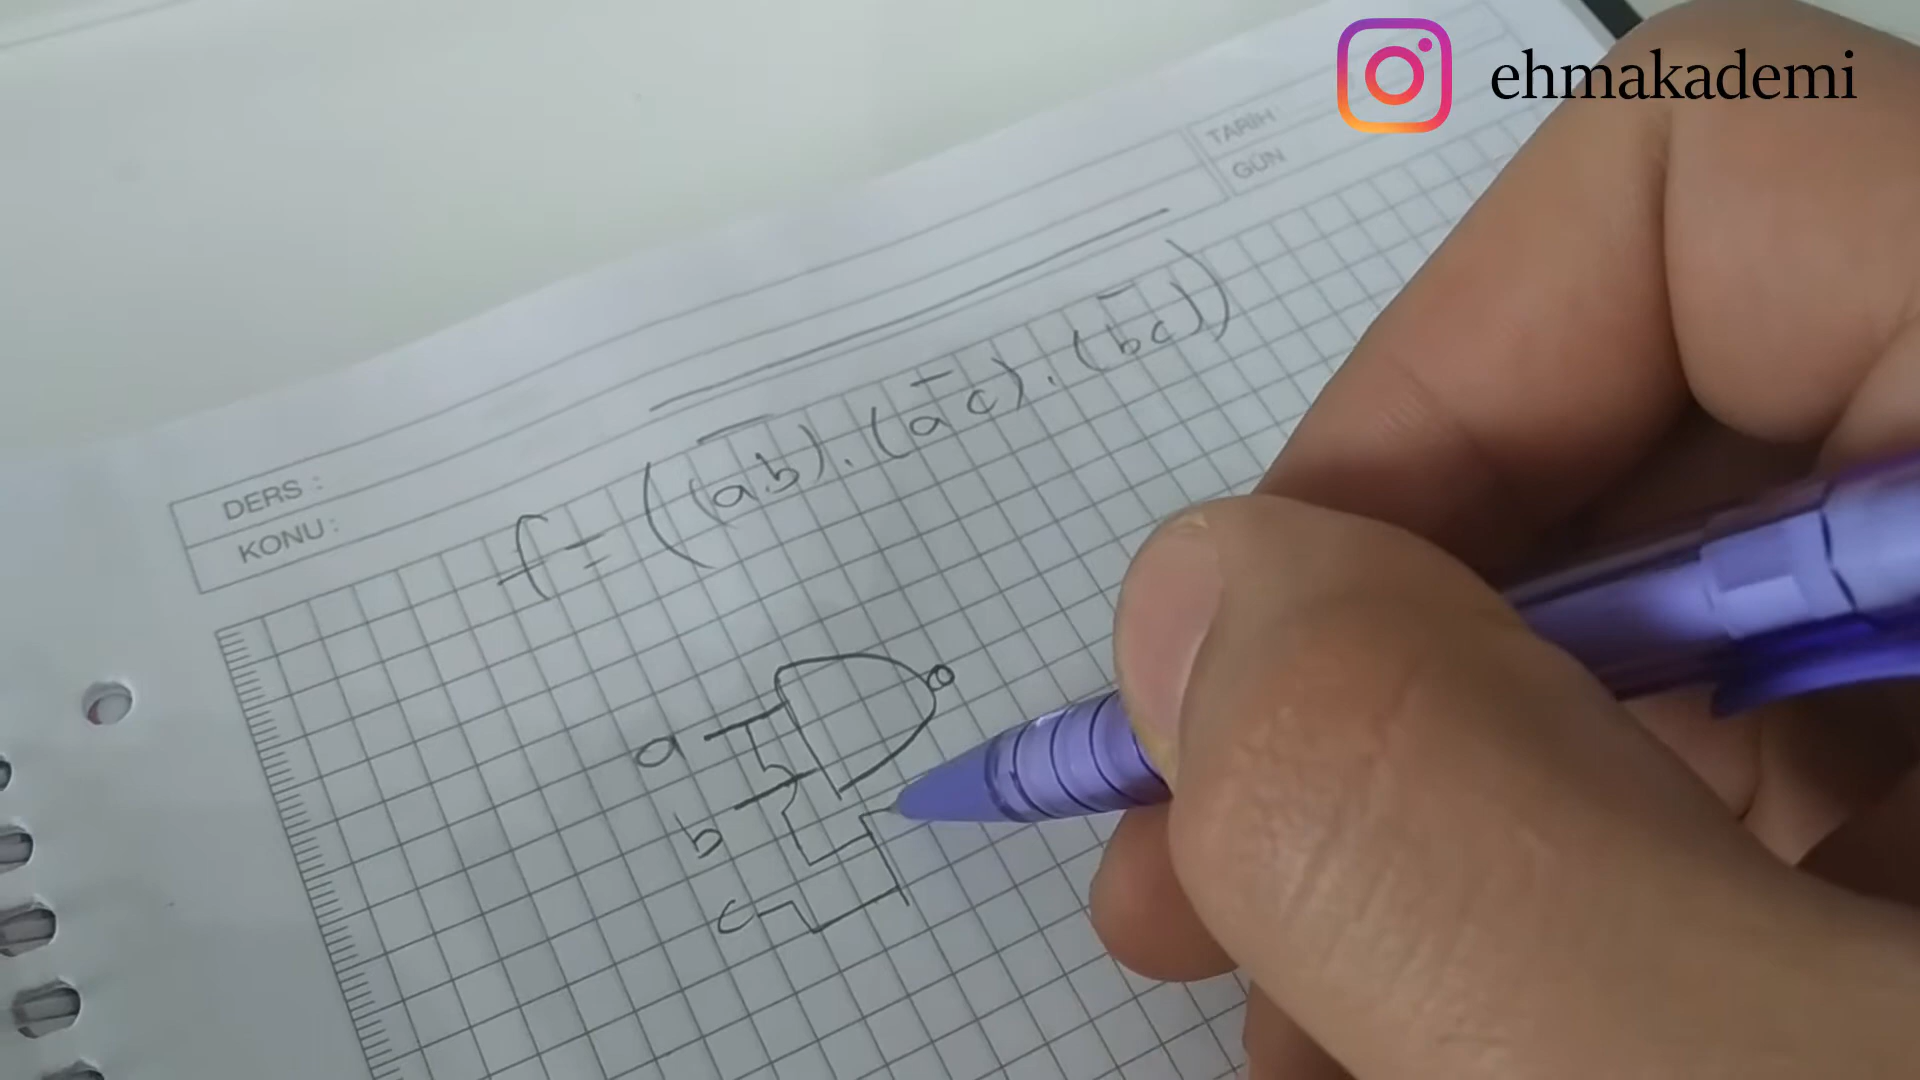 ehmakademi
TARİH :
GÜN :
DERS :
KONU :
f = ((ab)‾ . (a̅ c) . (b̅c))‾
a
b
c